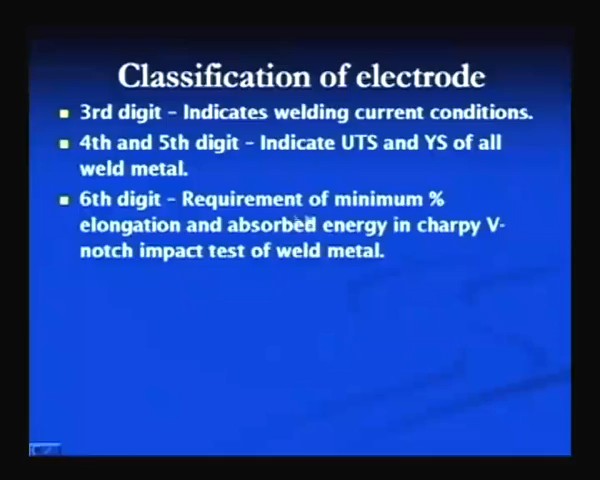 Classification of electrode
3rd digit - Indicates welding current conditions.
4th and 5th digit - Indicate UTS and YS of all
weld metal.
6th digit - Requirement of minimum %
elongation and absorbed energy in charpy V-
notch impact test of weld metal.